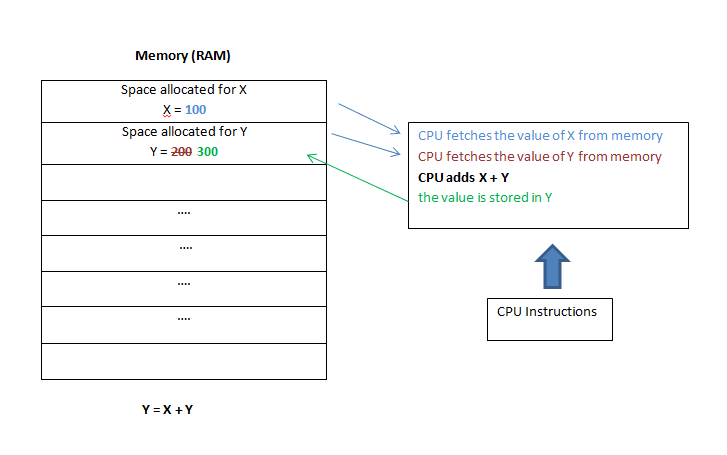 Memory (RAM)
Space allocated for X
X = 100
Space allocated for Y
Y = 200 300
....
....
....
....
Y = X + Y
CPU fetches the value of X from memory
CPU fetches the value of Y from memory
CPU adds X + Y
the value is stored in Y
CPU Instructions